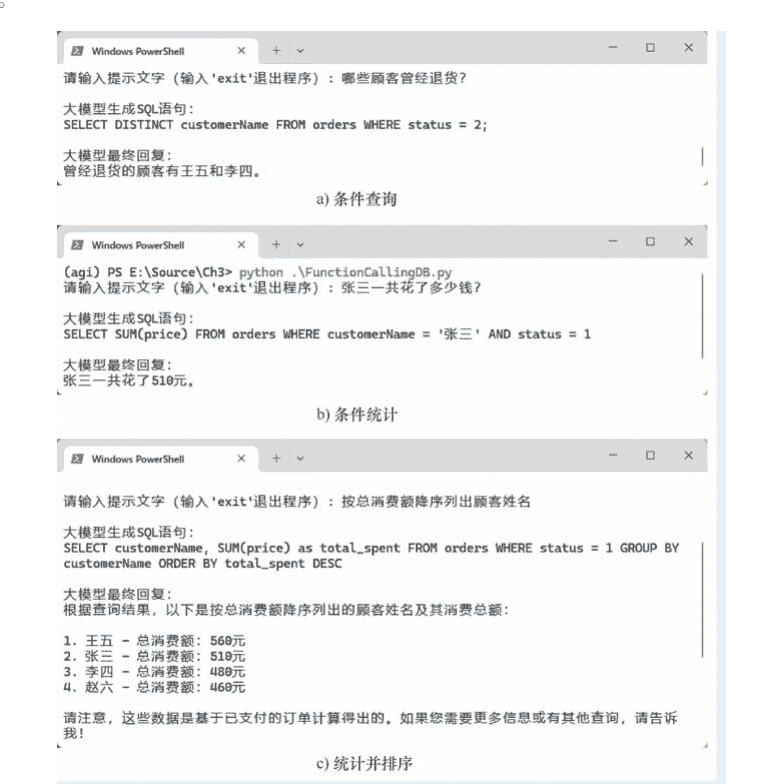 Windows PowerShell
请输入提示文字（输入'exit'退出程序）: 哪些顾客曾经退货?
大模型生成SQL语句:
SELECT DISTINCT customerName FROM orders WHERE status = 2;
大模型最终回复:
曾经退货的顾客有王五和李四。
a) 条件查询
Windows PowerShell
(agi) PS E:\Source\Ch3> python .\FunctionCallingDB.py
请输入提示文字（输入'exit'退出程序）: 张三一共花了多少钱?
大模型生成SQL语句:
SELECT SUM(price) FROM orders WHERE customerName = '张三' AND status = 1
大模型最终回复:
张三一共花了510元。
b) 条件统计
Windows PowerShell
请输入提示文字（输入'exit'退出程序）: 按总消费额降序列出顾客姓名
大模型生成SQL语句:
SELECT customerName, SUM(price) as total_spent FROM orders WHERE status = 1 GROUP BY
customerName ORDER BY total_spent DESC
大模型最终回复:
根据查询结果, 以下是按总消费额降序列出的顾客姓名及其消费总额:
1. 王五 - 总消费额: 560元
2. 张三 - 总消费额: 510元
3. 李四 - 总消费额: 480元
4. 赵六 - 总消费额: 460元
请注意, 这些数据是基于已支付的订单计算得出的。如果您需要更多信息或有其他查询, 请告诉
我!
c) 统计并排序